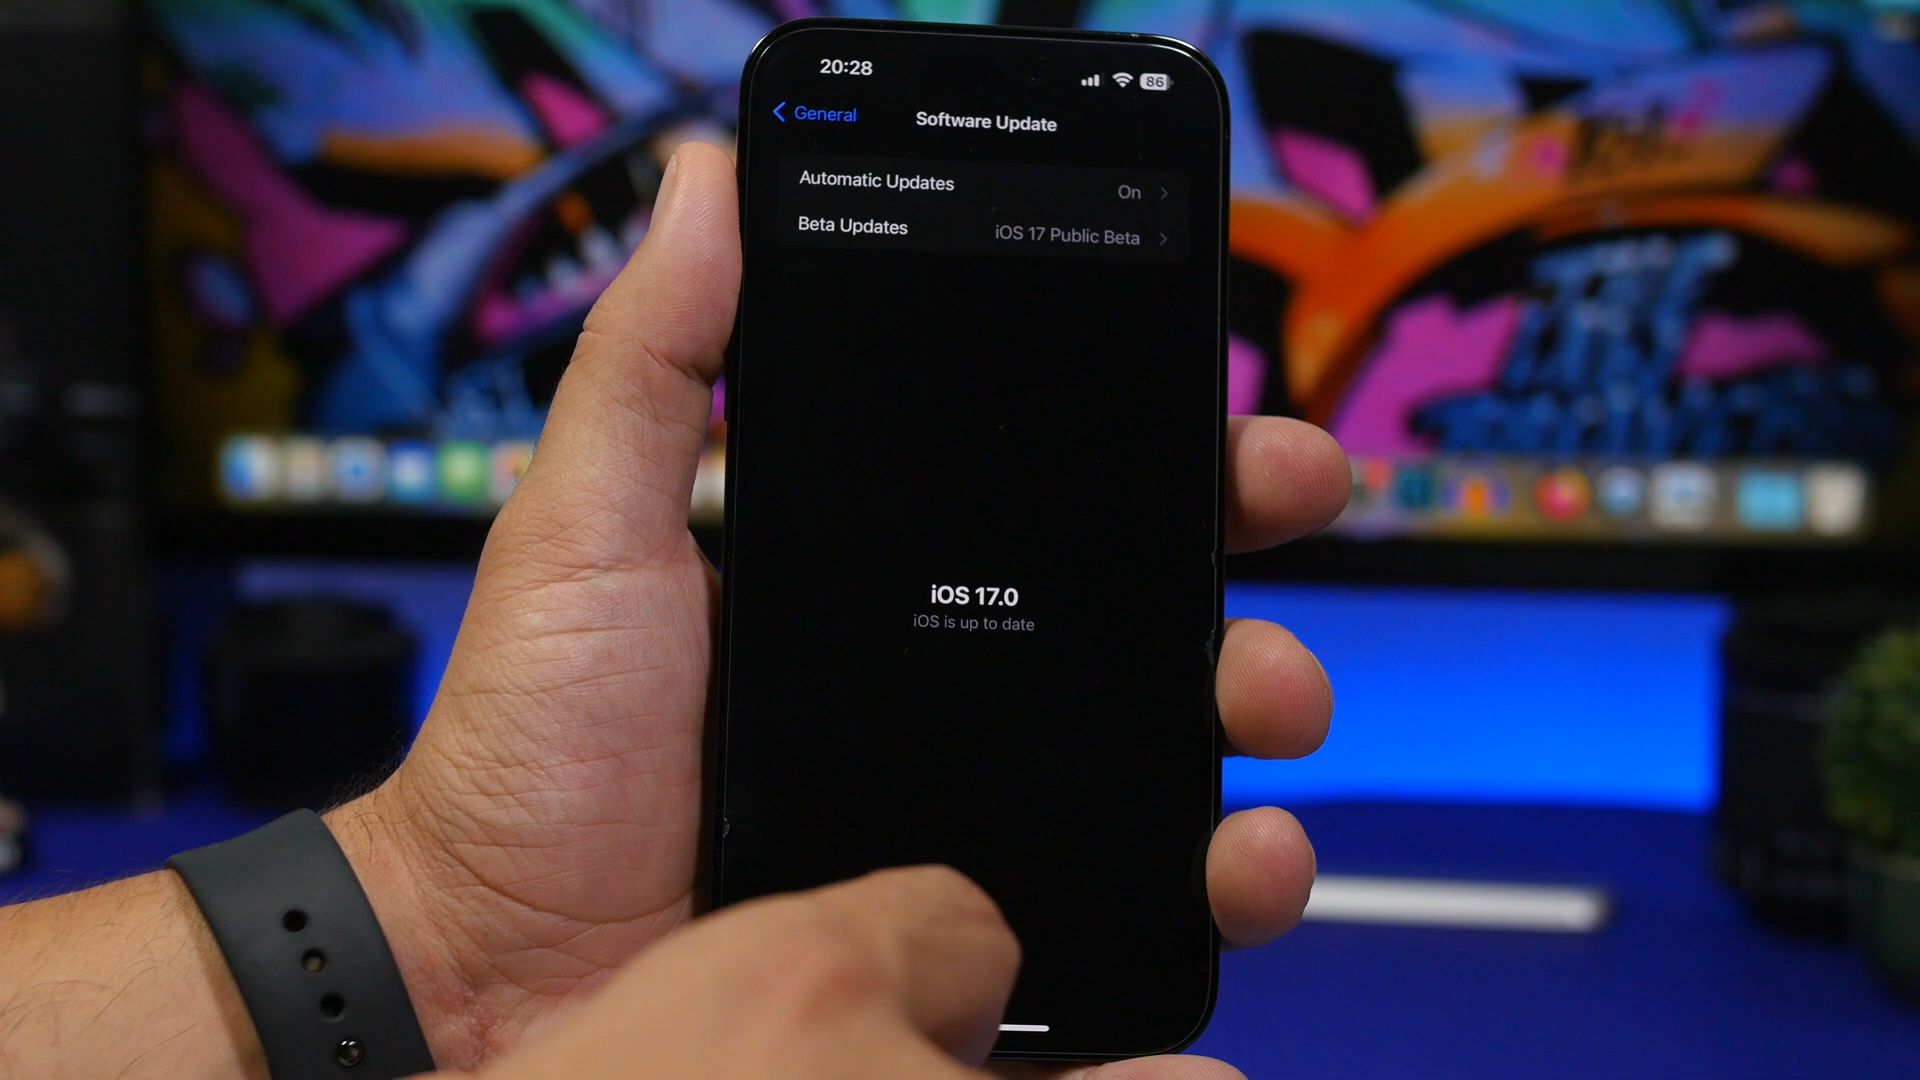 20:28
86
General
Software Update
Automatic Updates
On
Beta Updates
iOS 17 Public Beta
iOS 17.0
iOS is up to date